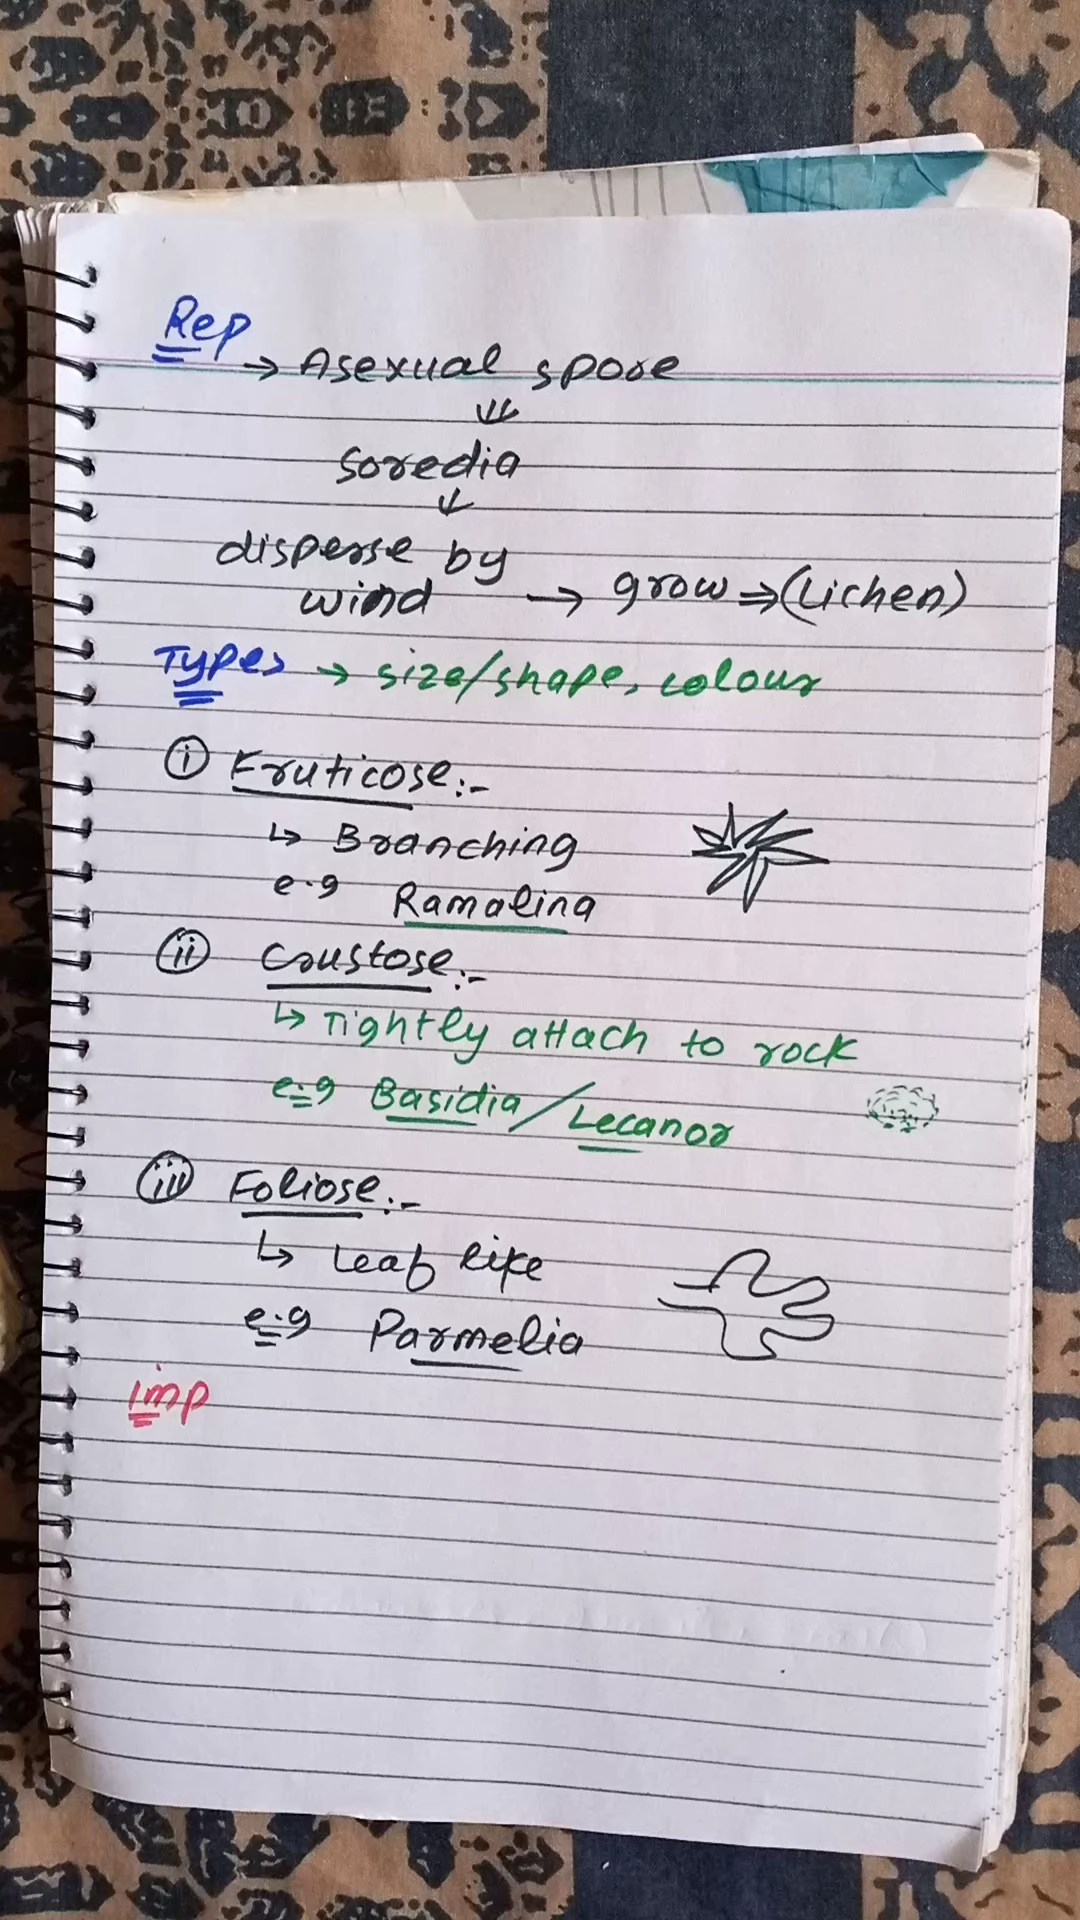 Rep
→ Asexual spore
↓↓
Soredia
↓
disperse by
wind → grow ⇒ (Lichen)
Types → size/shape, colour
(i) Fruticose:-
↳ Branching
e.g Ramalina
(ii) Crustose:-
↳ Tightly attach to rock
e.g Basidia/Lecanor
(iii) Foliose:-
↳ Leaf like
e.g Parmelia
imp